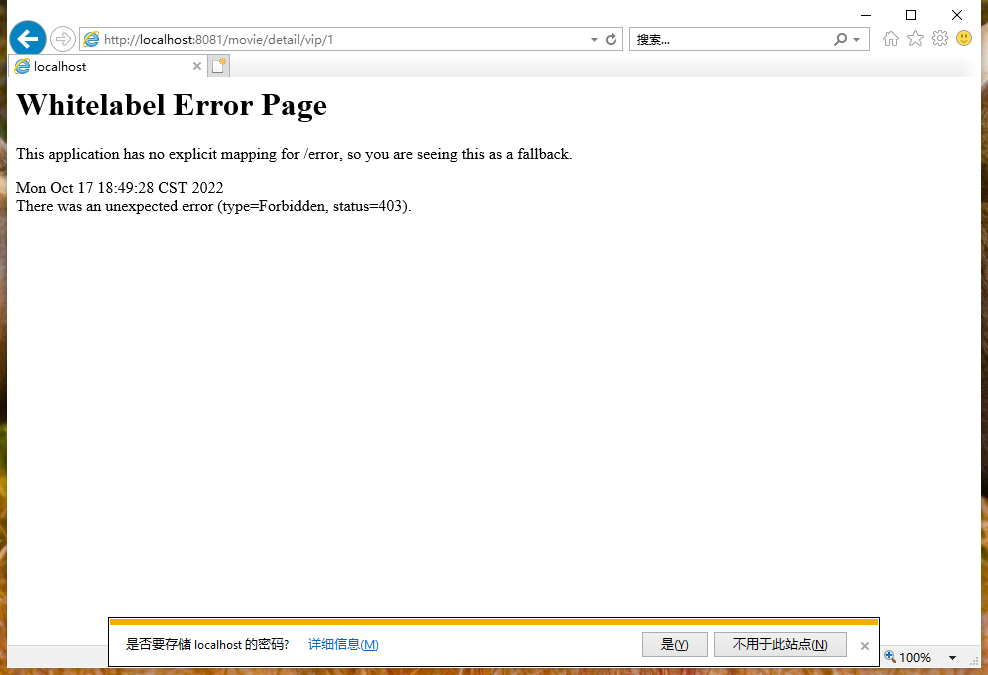 http://localhost:8081/movie/detail/vip/1
搜索...
localhost
Whitelabel Error Page
This application has no explicit mapping for /error, so you are seeing this as a fallback.
Mon Oct 17 18:49:28 CST 2022
There was an unexpected error (type=Forbidden, status=403).
是否要存储 localhost 的密码? 详细信息(M) 是(Y) 不用于此站点(N)
100%